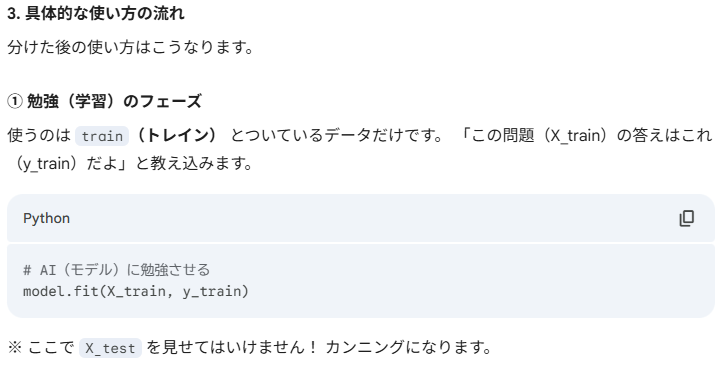 3. 具体的な使い方の流れ
分けた後の使い方はこうなります。
① 勉強（学習）のフェーズ
使うのは train（トレイン） とついているデータだけです。 「この問題（X_train）の答えはこれ
（y_train）だよ」と教え込みます。
Python
# AI（モデル）に勉強させる
model.fit(X_train, y_train)
※ ここで X_test を見せてはいけません！ カンニングになります。